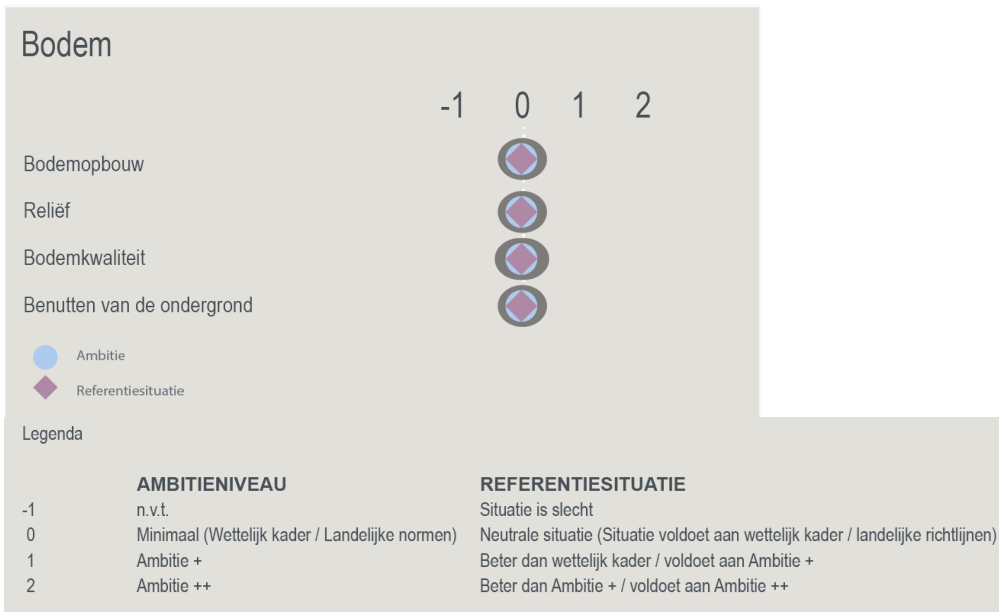 Bodem
-1 0 1 2
Bodemopbouw
Reliëf
Bodemkwaliteit
Benutten van de ondergrond
Ambitie
Referentiesituatie
Legenda
AMBITIENIVEAU REFERENTIESITUATIE
-1 n.v.t. Situatie is slecht
0 Minimaal (Wettelijk kader / Landelijke normen) Neutrale situatie (Situatie voldoet aan wettelijk kader / landelijke richtlijnen)
1 Ambitie + Beter dan wettelijk kader / voldoet aan Ambitie +
2 Ambitie ++ Beter dan Ambitie + / voldoet aan Ambitie ++